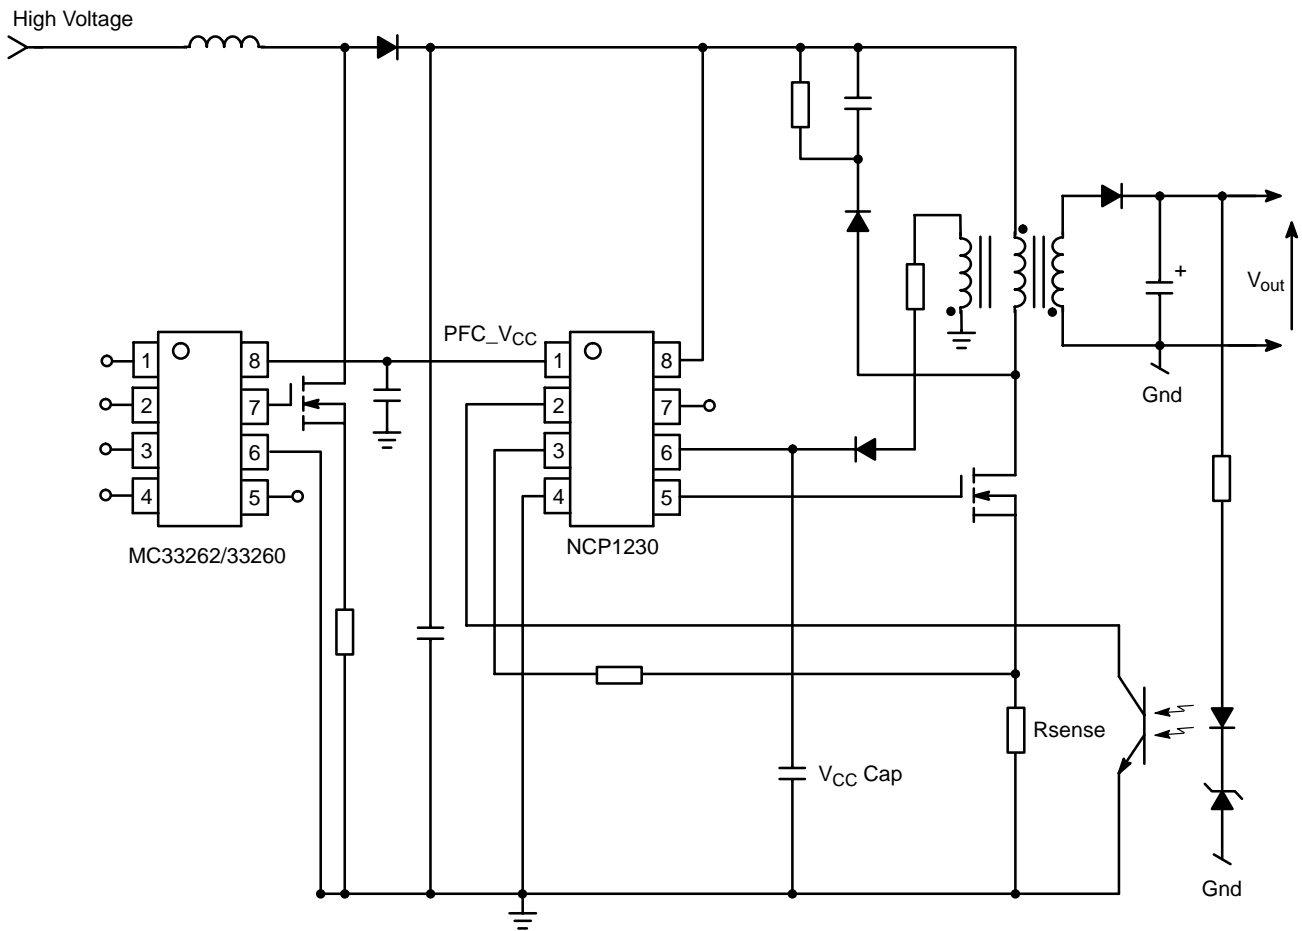 High Voltage
PFC_VCC
1
8
1
8
2
7
2
7
3
6
3
6
4
5
4
5
MC33262/33260
NCP1230
+
Vout
Gnd
Rsense
VCC Cap
Gnd